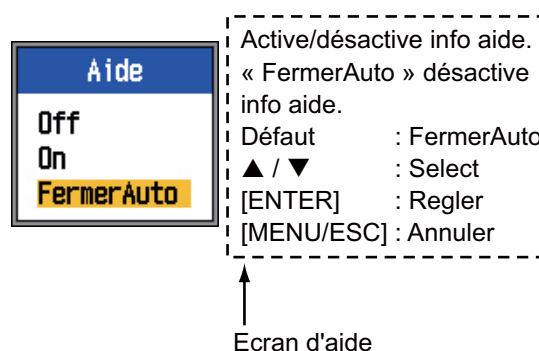 Aide
Off
On
FermerAuto
Active/désactive info aide.
« FermerAuto » désactive
info aide.
Défaut : FermerAuto
▲ / ▼ : Select
[ENTER] : Regler
[MENU/ESC] : Annuler
Ecran d'aide